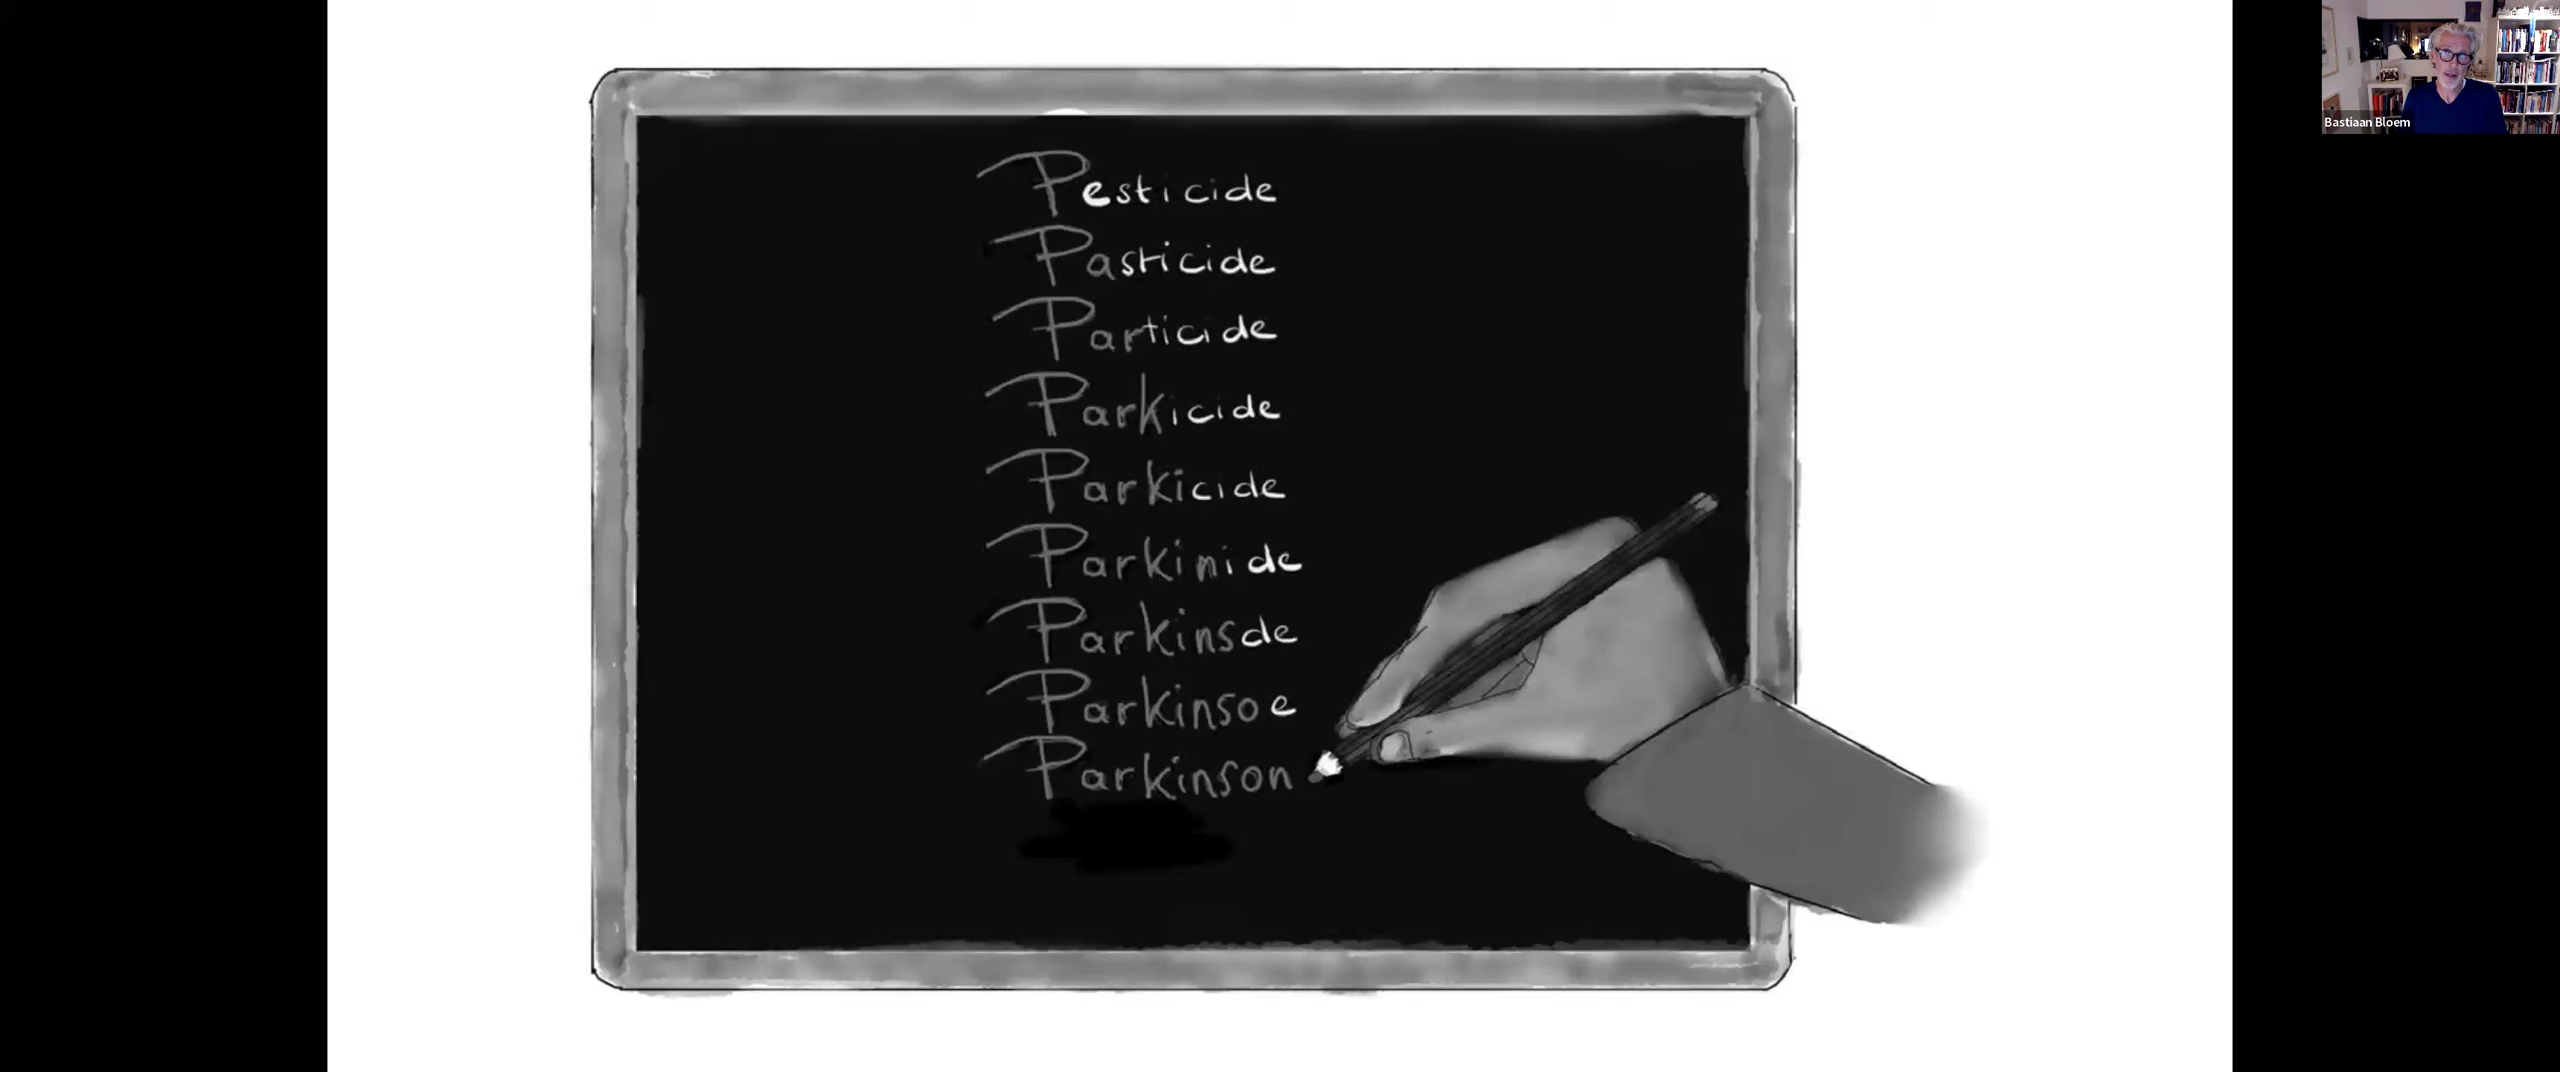 Pesticide
Pasticide
Particide
Parkicide
Parkicide
Parkinide
Parkinsde
Parkinsoe
Parkinson
Bastiaan Bloem